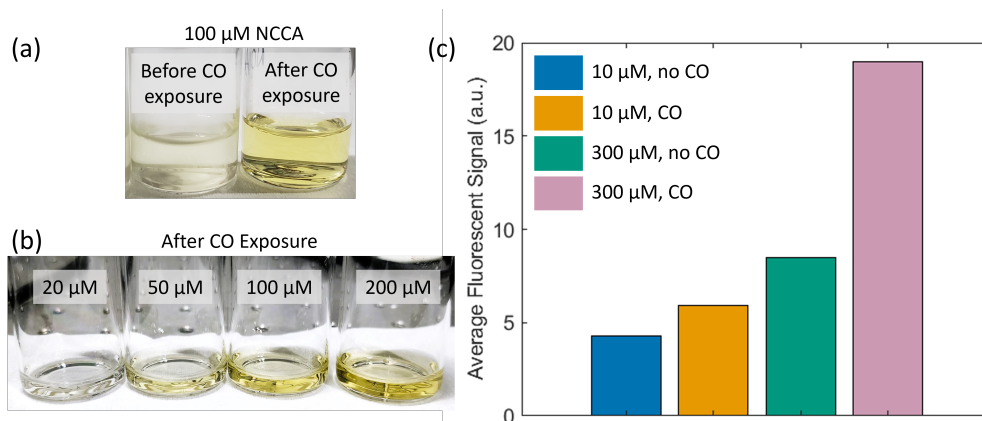 (a)
100 µM NCCA
Before CO
exposure
After CO
exposure
(b)
After CO Exposure
20 µM
50 µM
100 µM
200 µM
(c)
Average Fluorescent Signal (a.u.)
20
15
10
5
0
10 µM, no CO
10 µM, CO
300 µM, no CO
300 µM, CO